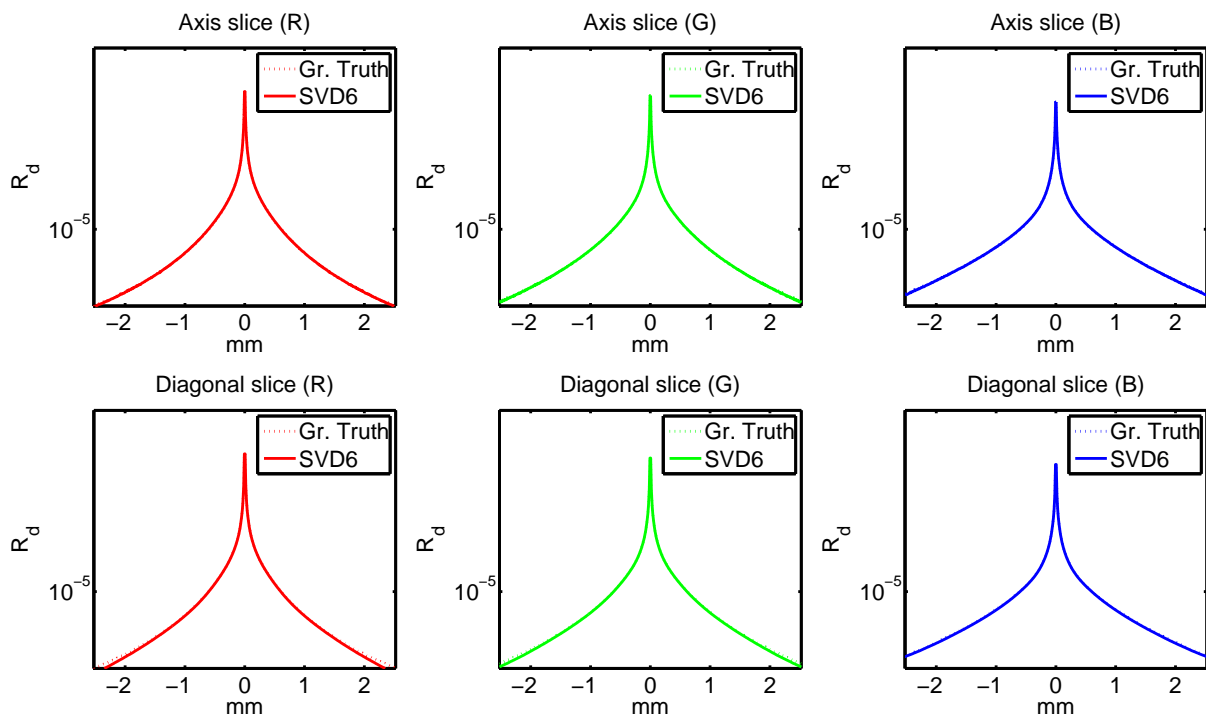 Axis slice (R)
Gr. Truth
SVD6
R_d
10^−5
−2 −1 0 1 2
mm
Axis slice (G)
Gr. Truth
SVD6
R_d
10^−5
−2 −1 0 1 2
mm
Axis slice (B)
Gr. Truth
SVD6
R_d
10^−5
−2 −1 0 1 2
mm
Diagonal slice (R)
Gr. Truth
SVD6
R_d
10^−5
−2 −1 0 1 2
mm
Diagonal slice (G)
Gr. Truth
SVD6
R_d
10^−5
−2 −1 0 1 2
mm
Diagonal slice (B)
Gr. Truth
SVD6
R_d
10^−5
−2 −1 0 1 2
mm